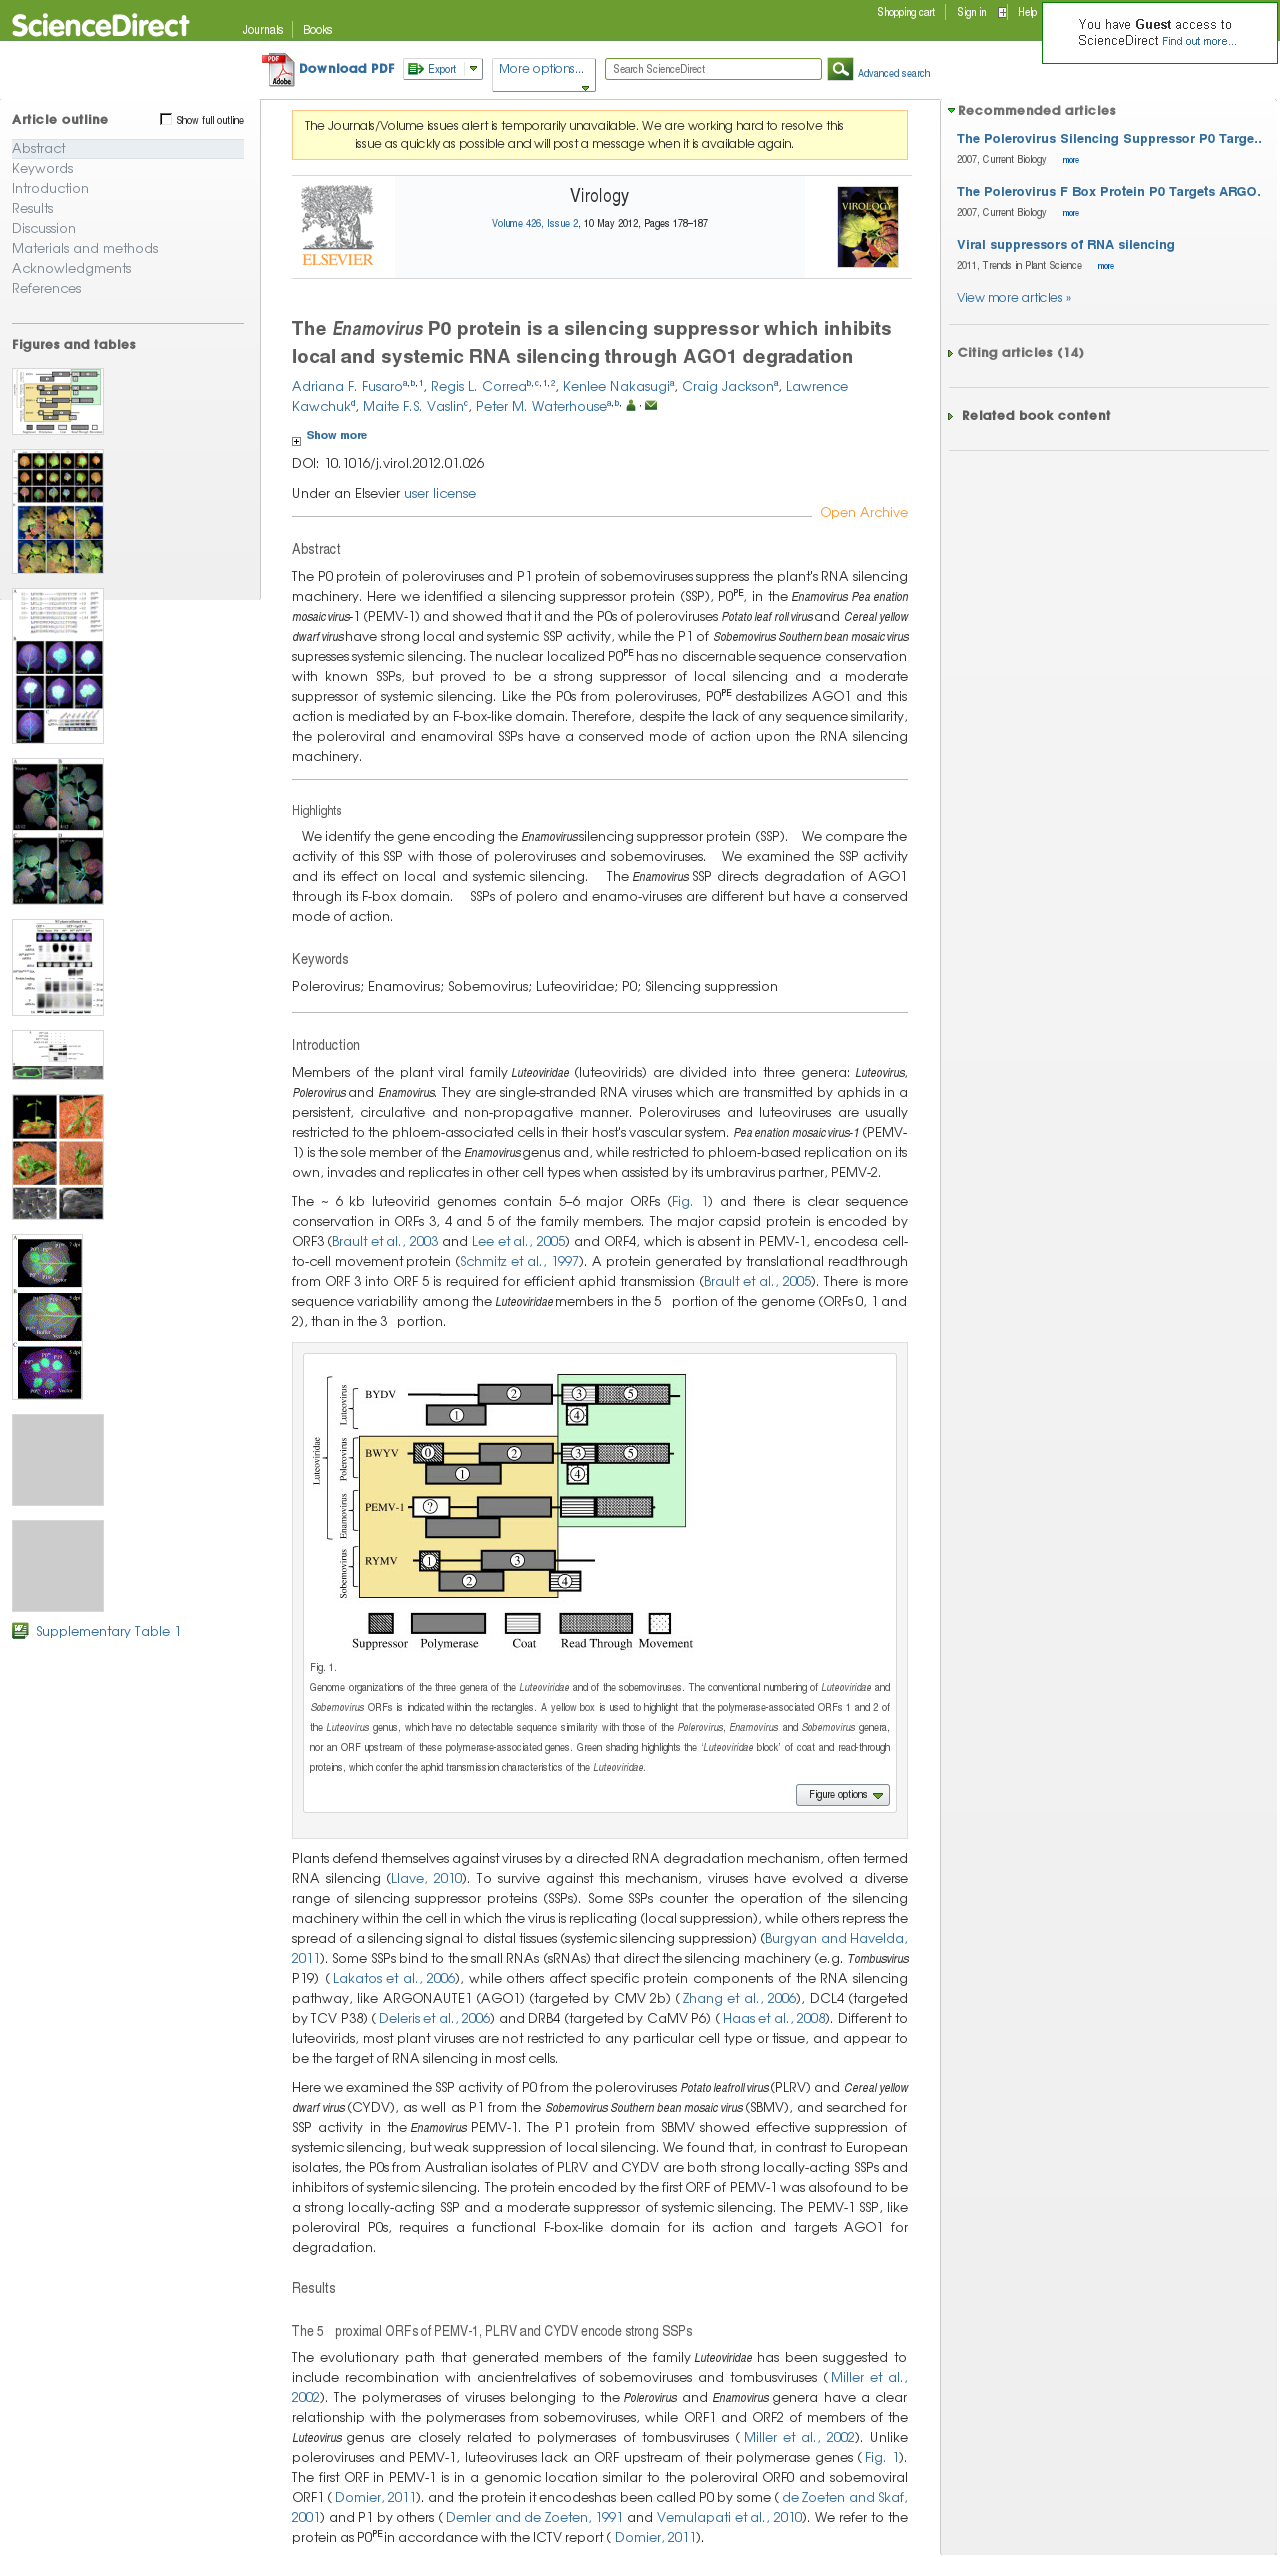 ScienceDirect
Journals
Books
Shopping cart
Sign in
Help
You have Guest access to
ScienceDirect Find out more...
Download PDF
Export
More options...
Search ScienceDirect
Advanced search
Article outline
Show full outline
Abstract
Keywords
Introduction
Results
Discussion
Materials and methods
Acknowledgments
References
Figures and tables
Supplementary Table 1
The Journals/Volume issues alert is temporarily unavailable. We are working hard to resolve this
issue as quickly as possible and will post a message when it is available again.
ELSEVIER
Virology
Volume 426, Issue 2, 10 May 2012, Pages 178–187
VIROLOGY
The Enamovirus P0 protein is a silencing suppressor which inhibits
local and systemic RNA silencing through AGO1 degradation
Adriana F. Fusaro a, b, 1, Regis L. Correa b, c, 1, 2, Kenlee Nakasugi a, Craig Jackson a, Lawrence
Kawchuk d, Maite F.S. Vaslin c, Peter M. Waterhouse a, b,
Show more
DOI: 10.1016/j.virol.2012.01.026
Under an Elsevier user license
Open Archive
Abstract
The P0 protein of poleroviruses and P1 protein of sobemoviruses suppress the plant's RNA silencing
machinery. Here we identified a silencing suppressor protein (SSP), P0PE, in the Enamovirus Pea enation
mosaic virus-1 (PEMV-1) and showed that it and the P0s of poleroviruses Potato leaf roll virus and Cereal yellow
dwarf virus have strong local and systemic SSP activity, while the P1 of Sobemovirus Southern bean mosaic virus
supresses systemic silencing. The nuclear localized P0PE has no discernable sequence conservation
with known SSPs, but proved to be a strong suppressor of local silencing and a moderate
suppressor of systemic silencing. Like the P0s from poleroviruses, P0PE destabilizes AGO1 and this
action is mediated by an F-box-like domain. Therefore, despite the lack of any sequence similarity,
the poleroviral and enamoviral SSPs have a conserved mode of action upon the RNA silencing
machinery.
Highlights
We identify the gene encoding the Enamovirus silencing suppressor protein (SSP). We compare the
activity of this SSP with those of poleroviruses and sobemoviruses. We examined the SSP activity
and its effect on local and systemic silencing. The Enamovirus SSP directs degradation of AGO1
through its F-box domain. SSPs of polero and enamo-viruses are different but have a conserved
mode of action.
Keywords
Polerovirus; Enamovirus; Sobemovirus; Luteoviridae; P0; Silencing suppression
Introduction
Members of the plant viral family Luteoviridae (luteovirids) are divided into three genera: Luteovirus,
Polerovirus and Enamovirus. They are single-stranded RNA viruses which are transmitted by aphids in a
persistent, circulative and non-propagative manner. Poleroviruses and luteoviruses are usually
restricted to the phloem-associated cells in their host's vascular system. Pea enation mosaic virus-1 (PEMV-
1) is the sole member of the Enamovirus genus and, while restricted to phloem-based replication on its
own, invades and replicates in other cell types when assisted by its umbravirus partner, PEMV-2.
The ~ 6 kb luteovirid genomes contain 5–6 major ORFs (Fig. 1) and there is clear sequence
conservation in ORFs 3, 4 and 5 of the family members. The major capsid protein is encoded by
ORF3 (Brault et al., 2003 and Lee et al., 2005) and ORF4, which is absent in PEMV-1, encodesa cell-
to-cell movement protein (Schmitz et al., 1997). A protein generated by translational readthrough
from ORF 3 into ORF 5 is required for efficient aphid transmission (Brault et al., 2005). There is more
sequence variability among the Luteoviridae members in the 5 portion of the genome (ORFs 0, 1 and
2), than in the 3 portion.
Luteoviridae
Luteovirus
BYDV
2
3
5
1
4
Polerovirus
BWYV
0
2
3
5
1
4
Enamovirus
PEMV-1
?
Sobemovirus
RYMV
1
3
2
4
Suppressor Polymerase Coat Read Through Movement
Fig. 1.
Genome organizations of the three genera of the Luteoviridae and of the sobemoviruses. The conventional numbering of Luteoviridae and
Sobemovirus ORFs is indicated within the rectangles. A yellow box is used to highlight that the polymerase-associated ORFs 1 and 2 of
the Luteovirus genus, which have no detectable sequence similarity with those of the Polerovirus, Enamovirus and Sobemovirus genera,
nor an ORF upstream of these polymerase-associated genes. Green shading highlights the 'Luteoviridae block' of coat and read-through
proteins, which confer the aphid transmission characteristics of the Luteoviridae.
Figure options
Plants defend themselves against viruses by a directed RNA degradation mechanism, often termed
RNA silencing (Llave, 2010). To survive against this mechanism, viruses have evolved a diverse
range of silencing suppressor proteins (SSPs). Some SSPs counter the operation of the silencing
machinery within the cell in which the virus is replicating (local suppression), while others repress the
spread of a silencing signal to distal tissues (systemic silencing suppression) (Burgyan and Havelda,
2011). Some SSPs bind to the small RNAs (sRNAs) that direct the silencing machinery (e.g. Tombusvirus
P19) ( Lakatos et al., 2006), while others affect specific protein components of the RNA silencing
pathway, like ARGONAUTE1 (AGO1) (targeted by CMV 2b) ( Zhang et al., 2006), DCL4 (targeted
by TCV P38) ( Deleris et al., 2006) and DRB4 (targeted by CaMV P6) ( Haas et al., 2008). Different to
luteovirids, most plant viruses are not restricted to any particular cell type or tissue, and appear to
be the target of RNA silencing in most cells.
Here we examined the SSP activity of P0 from the poleroviruses Potato leafroll virus (PLRV) and Cereal yellow
dwarf virus (CYDV), as well as P1 from the Sobemovirus Southern bean mosaic virus (SBMV), and searched for
SSP activity in the Enamovirus PEMV-1. The P1 protein from SBMV showed effective suppression of
systemic silencing, but weak suppression of local silencing. We found that, in contrast to European
isolates, the P0s from Australian isolates of PLRV and CYDV are both strong locally-acting SSPs and
inhibitors of systemic silencing. The protein encoded by the first ORF of PEMV-1 was alsofound to be
a strong locally-acting SSP and a moderate suppressor of systemic silencing. The PEMV-1 SSP, like
poleroviral P0s, requires a functional F-box-like domain for its action and targets AGO1 for
degradation.
Results
The 5 proximal ORFs of PEMV-1, PLRV and CYDV encode strong SSPs
The evolutionary path that generated members of the family Luteoviridae has been suggested to
include recombination with ancientrelatives of sobemoviruses and tombusviruses ( Miller et al.,
2002). The polymerases of viruses belonging to the Polerovirus and Enamovirus genera have a clear
relationship with the polymerases from sobemoviruses, while ORF1 and ORF2 of members of the
Luteovirus genus are closely related to polymerases of tombusviruses ( Miller et al., 2002). Unlike
poleroviruses and PEMV-1, luteoviruses lack an ORF upstream of their polymerase genes ( Fig. 1).
The first ORF in PEMV-1 is in a genomic location similar to the poleroviral ORF0 and sobemoviral
ORF1 ( Domier, 2011). and the protein it encodeshas been called P0 by some ( de Zoeten and Skaf,
2001) and P1 by others ( Demler and de Zoeten, 1991 and Vemulapati et al., 2010). We refer to the
protein as P0PE in accordance with the ICTV report ( Domier, 2011).
Recommended articles
The Polerovirus Silencing Suppressor P0 Targe..
2007, Current Biology more
The Polerovirus F Box Protein P0 Targets ARGO.
2007, Current Biology more
Viral suppressors of RNA silencing
2011, Trends in Plant Science more
View more articles »
Citing articles (14)
Related book content